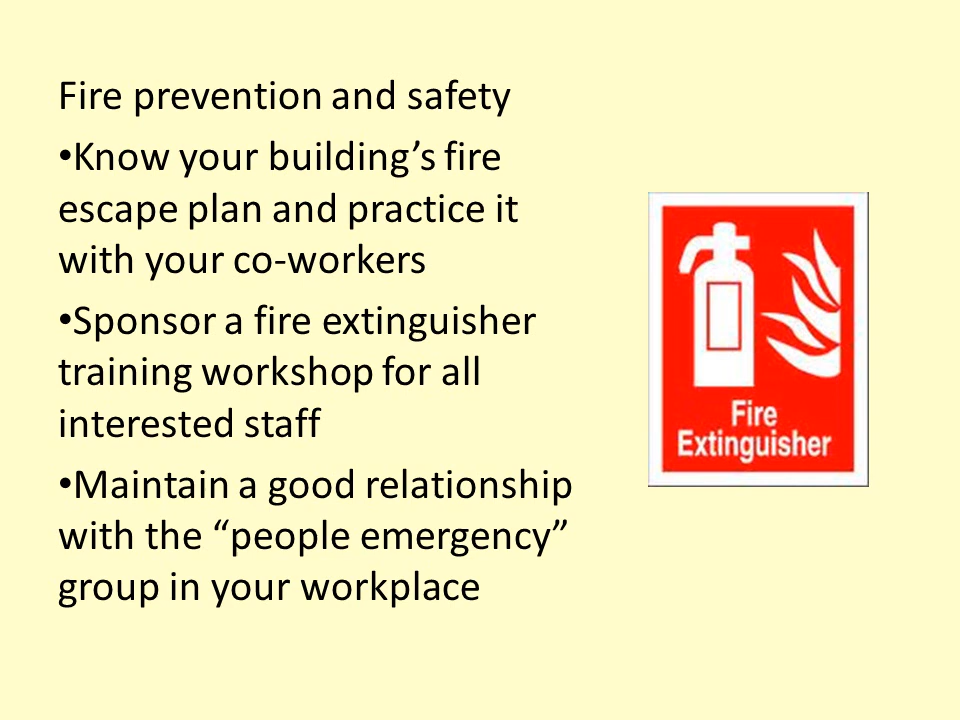 Fire prevention and safety
•Know your building’s fire
escape plan and practice it
with your co-workers
•Sponsor a fire extinguisher
training workshop for all
interested staff
•Maintain a good relationship
with the “people emergency”
group in your workplace
Fire
Extinguisher